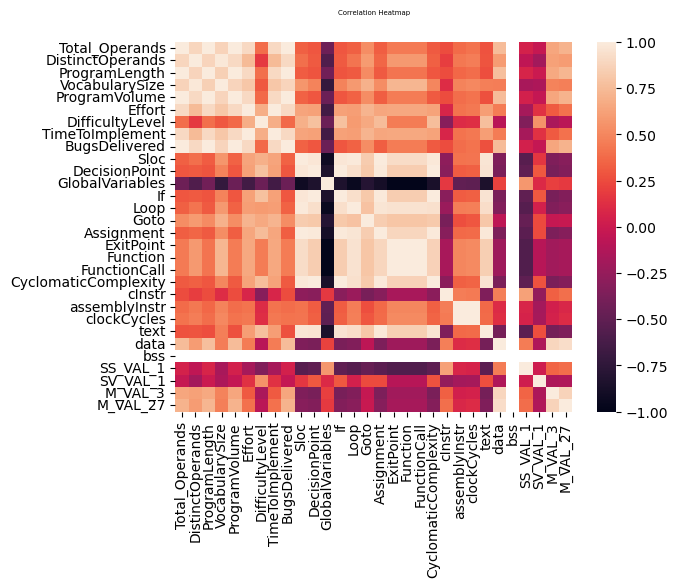 Correlation Heatmap
Total_Operands
DistinctOperands
ProgramLength
VocabularySize
ProgramVolume
Effort
DifficultyLevel
TimeToImplement
BugsDelivered
Sloc
DecisionPoint
GlobalVariables
If
Loop
Goto
Assignment
ExitPoint
Function
FunctionCall
CyclomaticComplexity
cInstr
assemblyInstr
clockCycles
text
data
bss
SS_VAL_1
SV_VAL_1
M_VAL_3
M_VAL_27
Total_Operands
DistinctOperands
ProgramLength
VocabularySize
ProgramVolume
Effort
DifficultyLevel
TimeToImplement
BugsDelivered
Sloc
DecisionPoint
GlobalVariables
If
Loop
Goto
Assignment
ExitPoint
Function
FunctionCall
CyclomaticComplexity
cInstr
assemblyInstr
clockCycles
text
data
bss
SS_VAL_1
SV_VAL_1
M_VAL_3
M_VAL_27
1.00
0.75
0.50
0.25
0.00
−0.25
−0.50
−0.75
−1.00